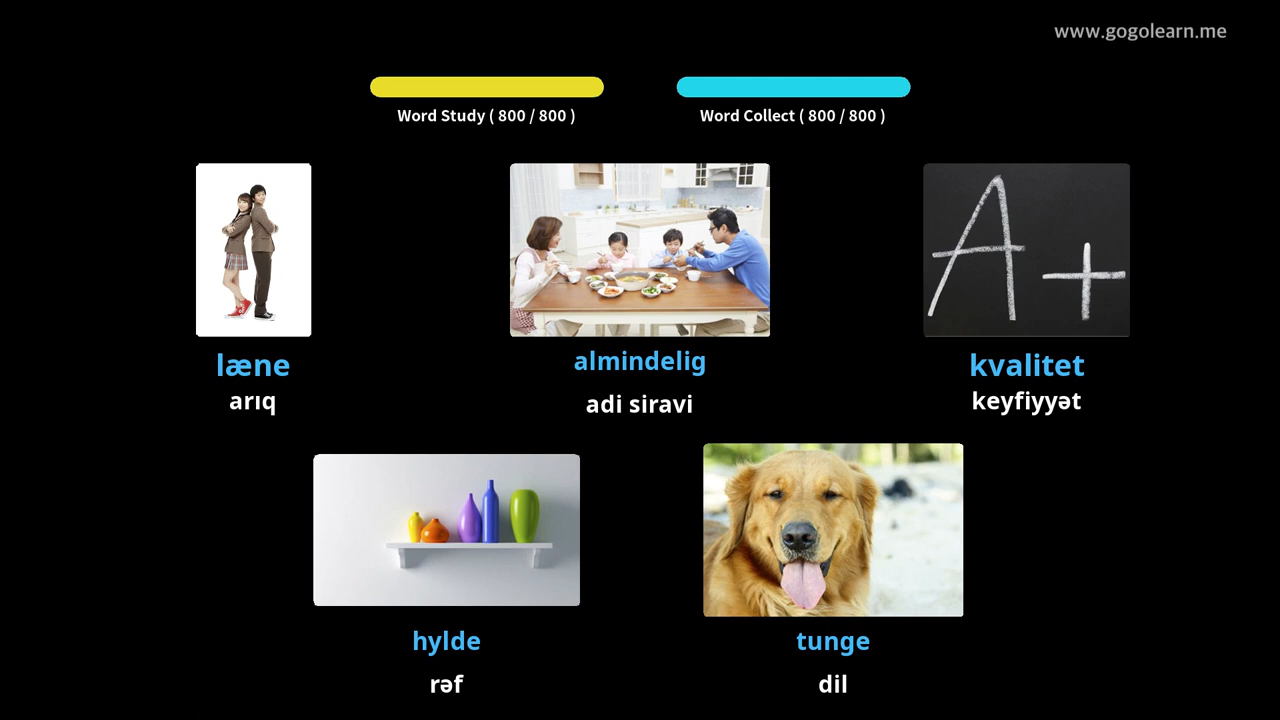 www.gogolearn.me
Word Study ( 800 / 800 )
Word Collect ( 800 / 800 )
A+
læne
arıq
almindelig
adi siravi
kvalitet
keyfiyyət
hylde
rəf
tunge
dil